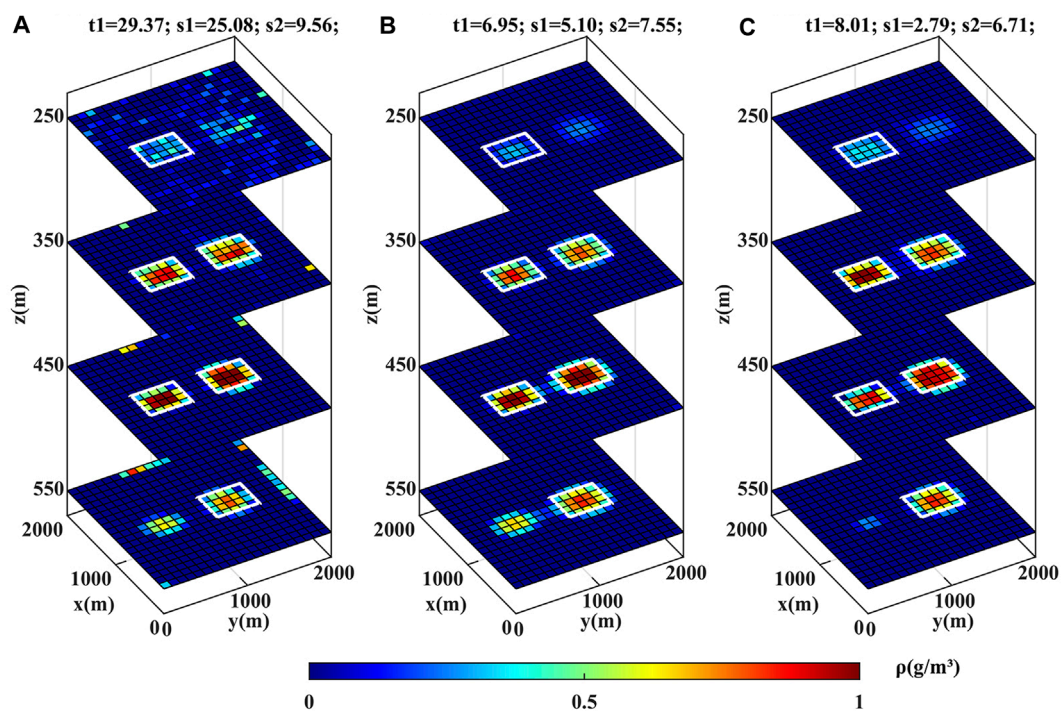 A t1=29.37; s1=25.08; s2=9.56;
250
350
450
550
z(m)
2000
1000
0
x(m)
0
1000
2000
y(m)
B t1=6.95; s1=5.10; s2=7.55;
250
350
450
550
z(m)
2000
1000
0
x(m)
0
1000
2000
y(m)
C t1=8.01; s1=2.79; s2=6.71;
250
350
450
550
z(m)
2000
1000
0
x(m)
0
1000
2000
y(m)
ρ(g/m³)
0 0.5 1